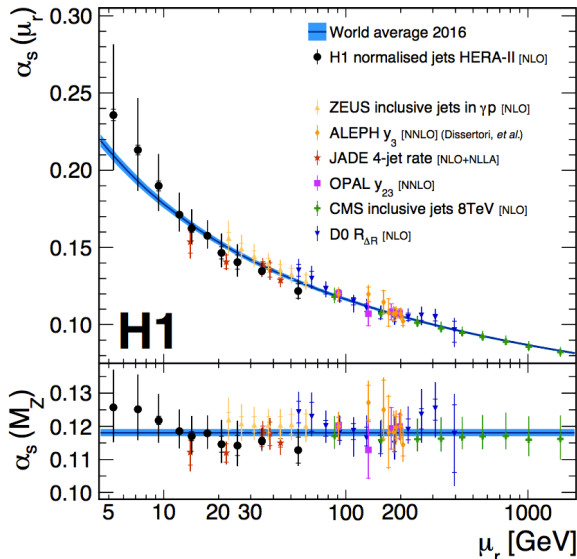 α_s (μ_r)
World average 2016
H1 normalised jets HERA-II [NLO]
ZEUS inclusive jets in γp [NLO]
ALEPH y_3 [NNLO] (Dissertori, et al.)
JADE 4-jet rate [NLO+NLLA]
OPAL y_23 [NNLO]
CMS inclusive jets 8TeV [NLO]
D0 R_ΔR [NLO]
0.30
0.25
0.20
0.15
0.10
H1
α_s (M_Z)
0.13
0.12
0.11
0.10
5 10 20 30 100 200 1000
μ_r [GeV]